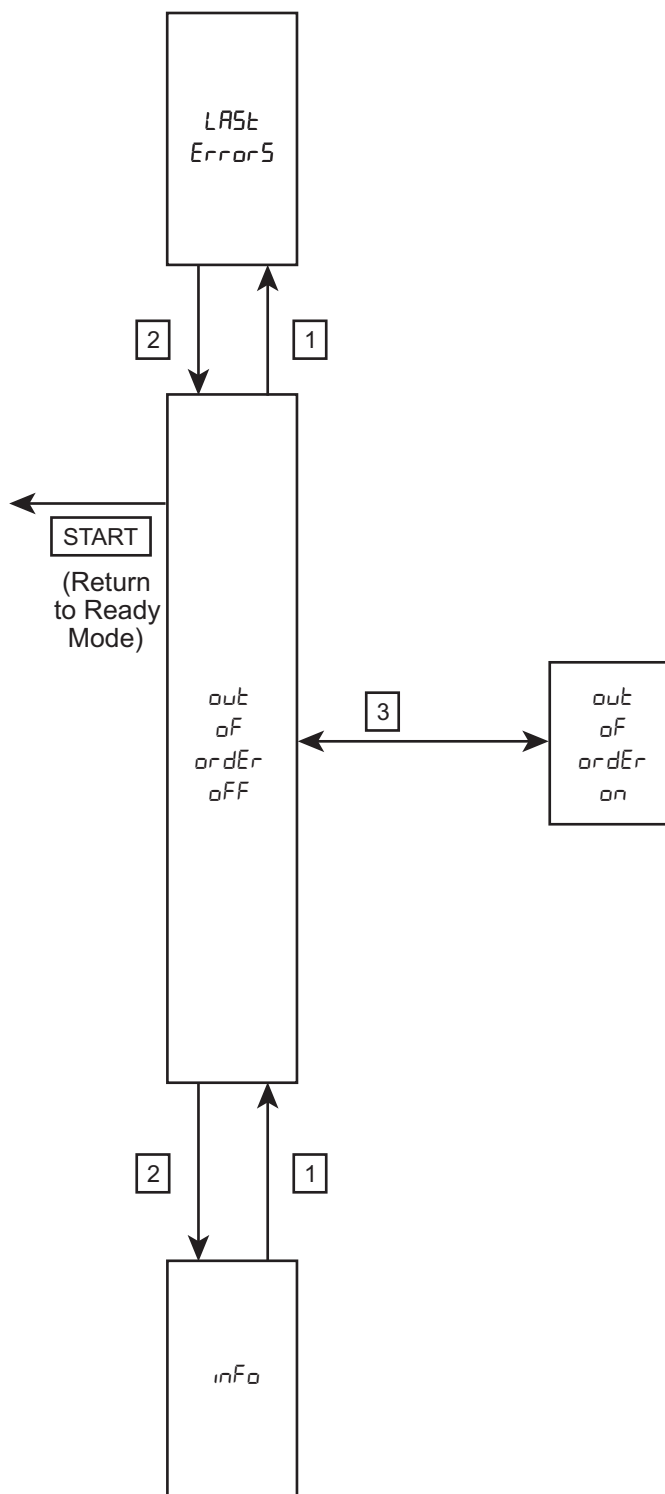 LASt
ErrorS
2
1
START
(Return
to Ready
Mode)
out
oF
ordEr
oFF
3
out
oF
ordEr
on
2
1
inFo